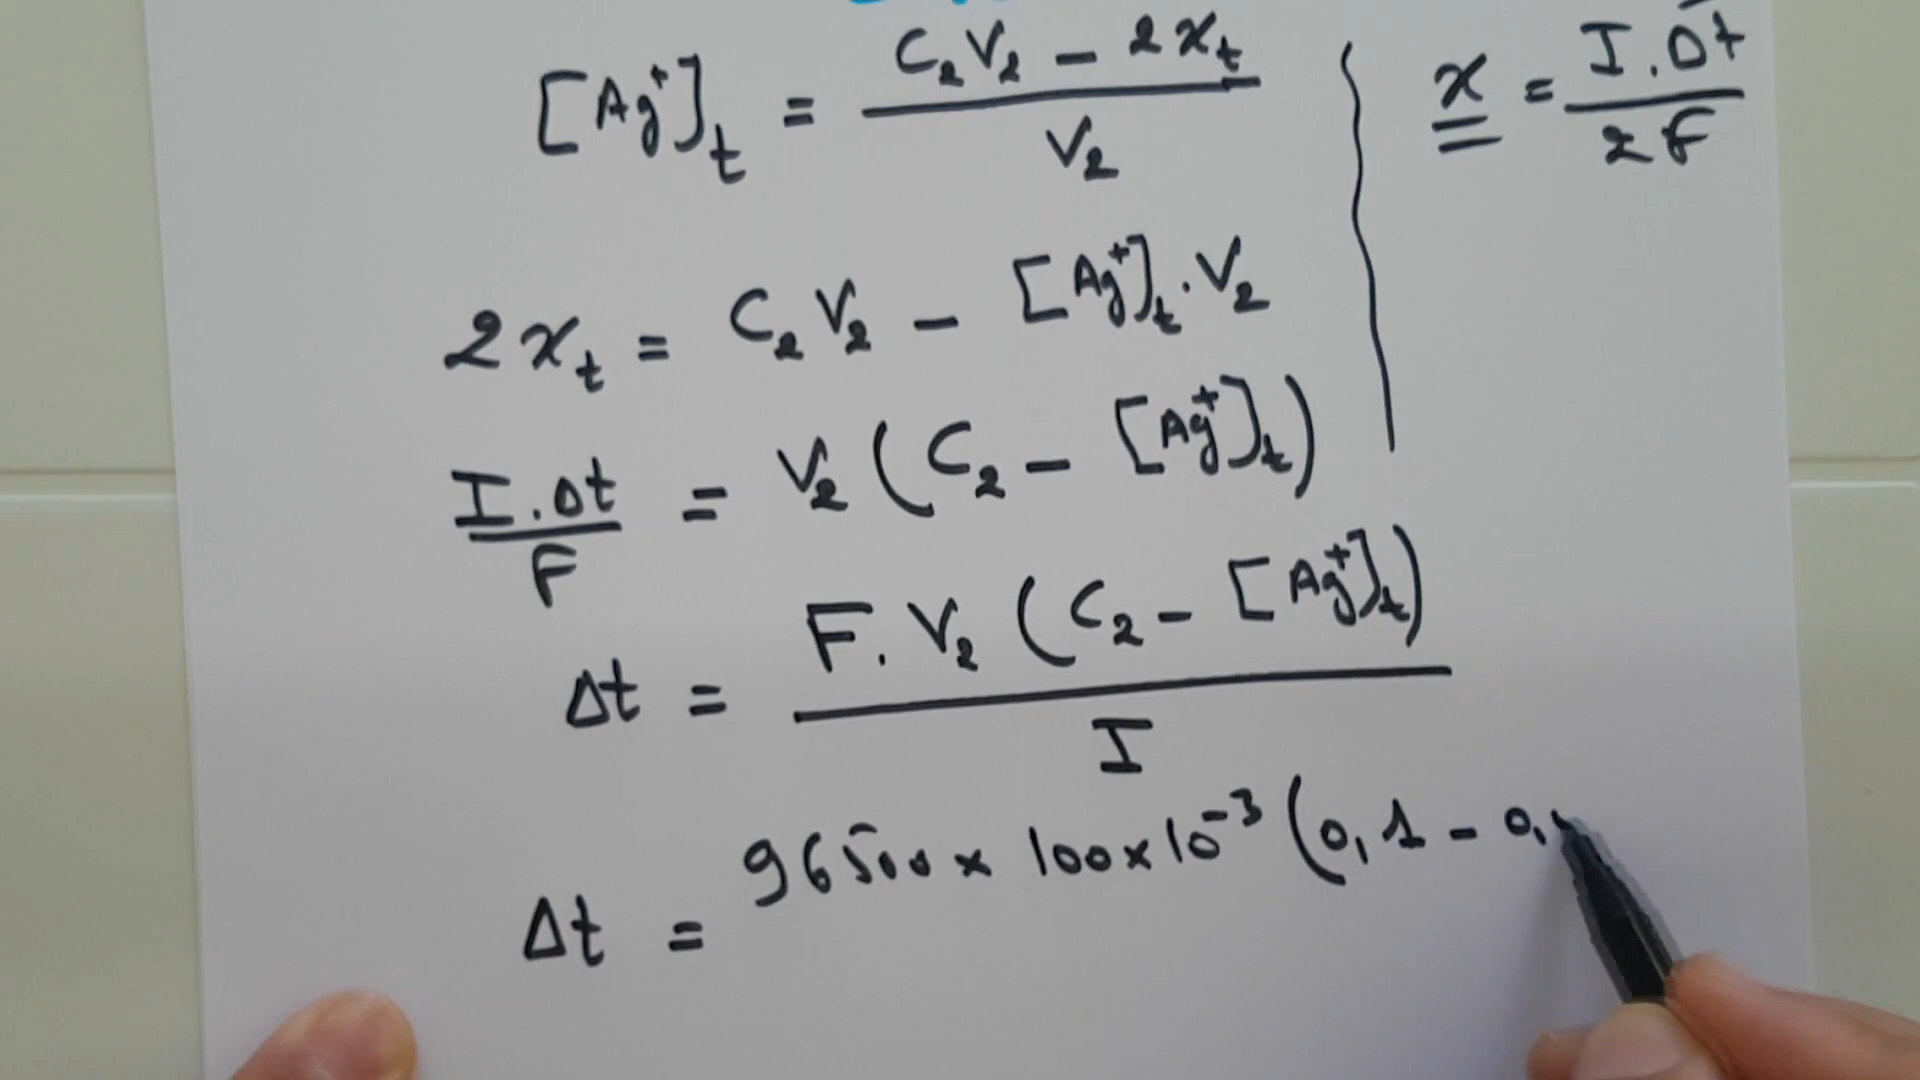 [Ag⁺]t = (C₂V₂ − 2xt) / V₂
x = I.Δt / 2F
2xt = C₂V₂ − [Ag⁺]t.V₂
I.Δt / F = V₂(C₂ − [Ag⁺]t)
Δt = F.V₂(C₂ − [Ag⁺]t) / I
Δt = 96500 × 100×10⁻³(0,1 − 0,